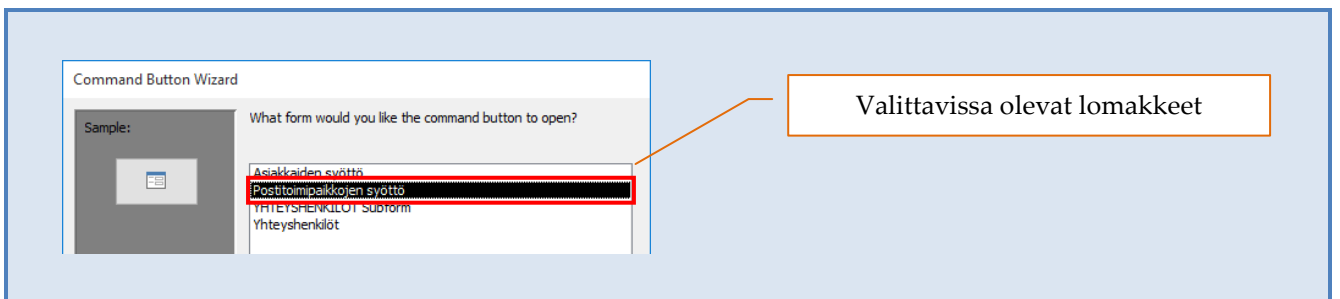 Command Button Wizard
Sample:
What form would you like the command button to open?
Asiakkaiden syöttö
Postitoimipaikkojen syöttö
YHTEYSHENKILÖT Subform
Yhteyshenkilöt
Valittavissa olevat lomakkeet